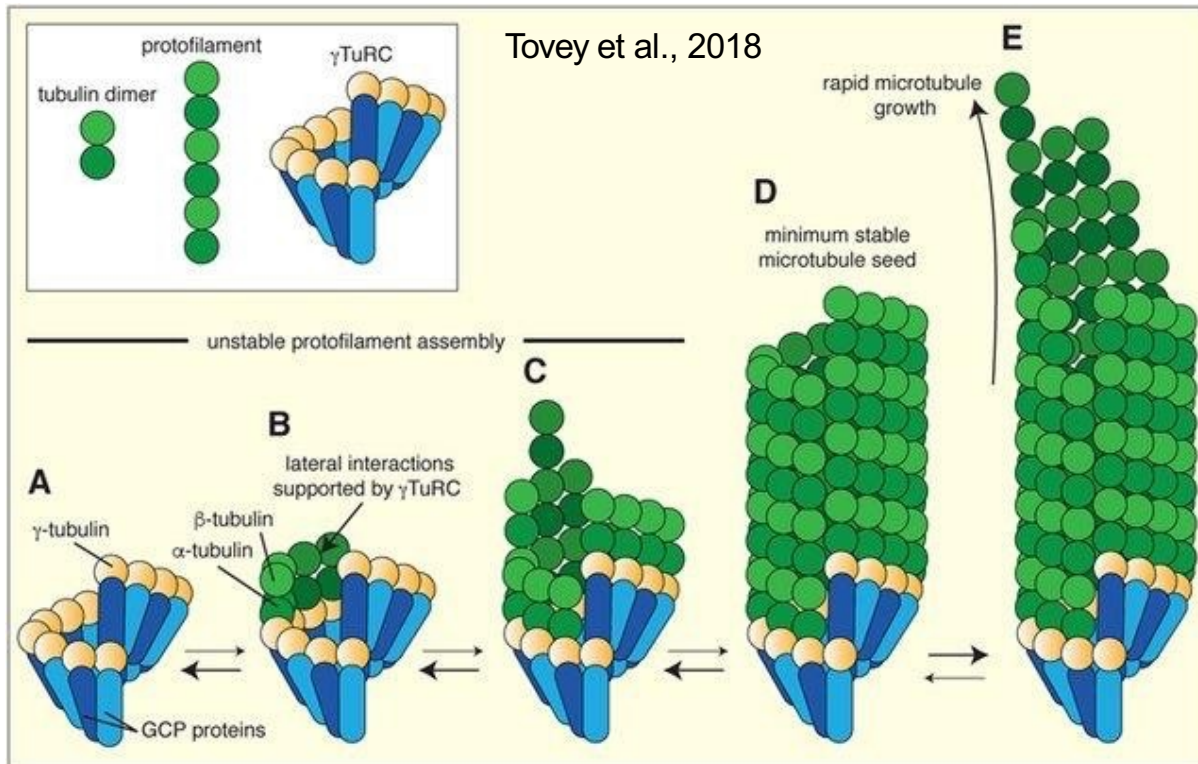 Tovey et al., 2018
protofilament
tubulin dimer
γTuRC
unstable protofilament assembly
A
γ-tubulin
GCP proteins
B
lateral interactions
supported by γTuRC
β-tubulin
α-tubulin
C
D
minimum stable
microtubule seed
E
rapid microtubule
growth